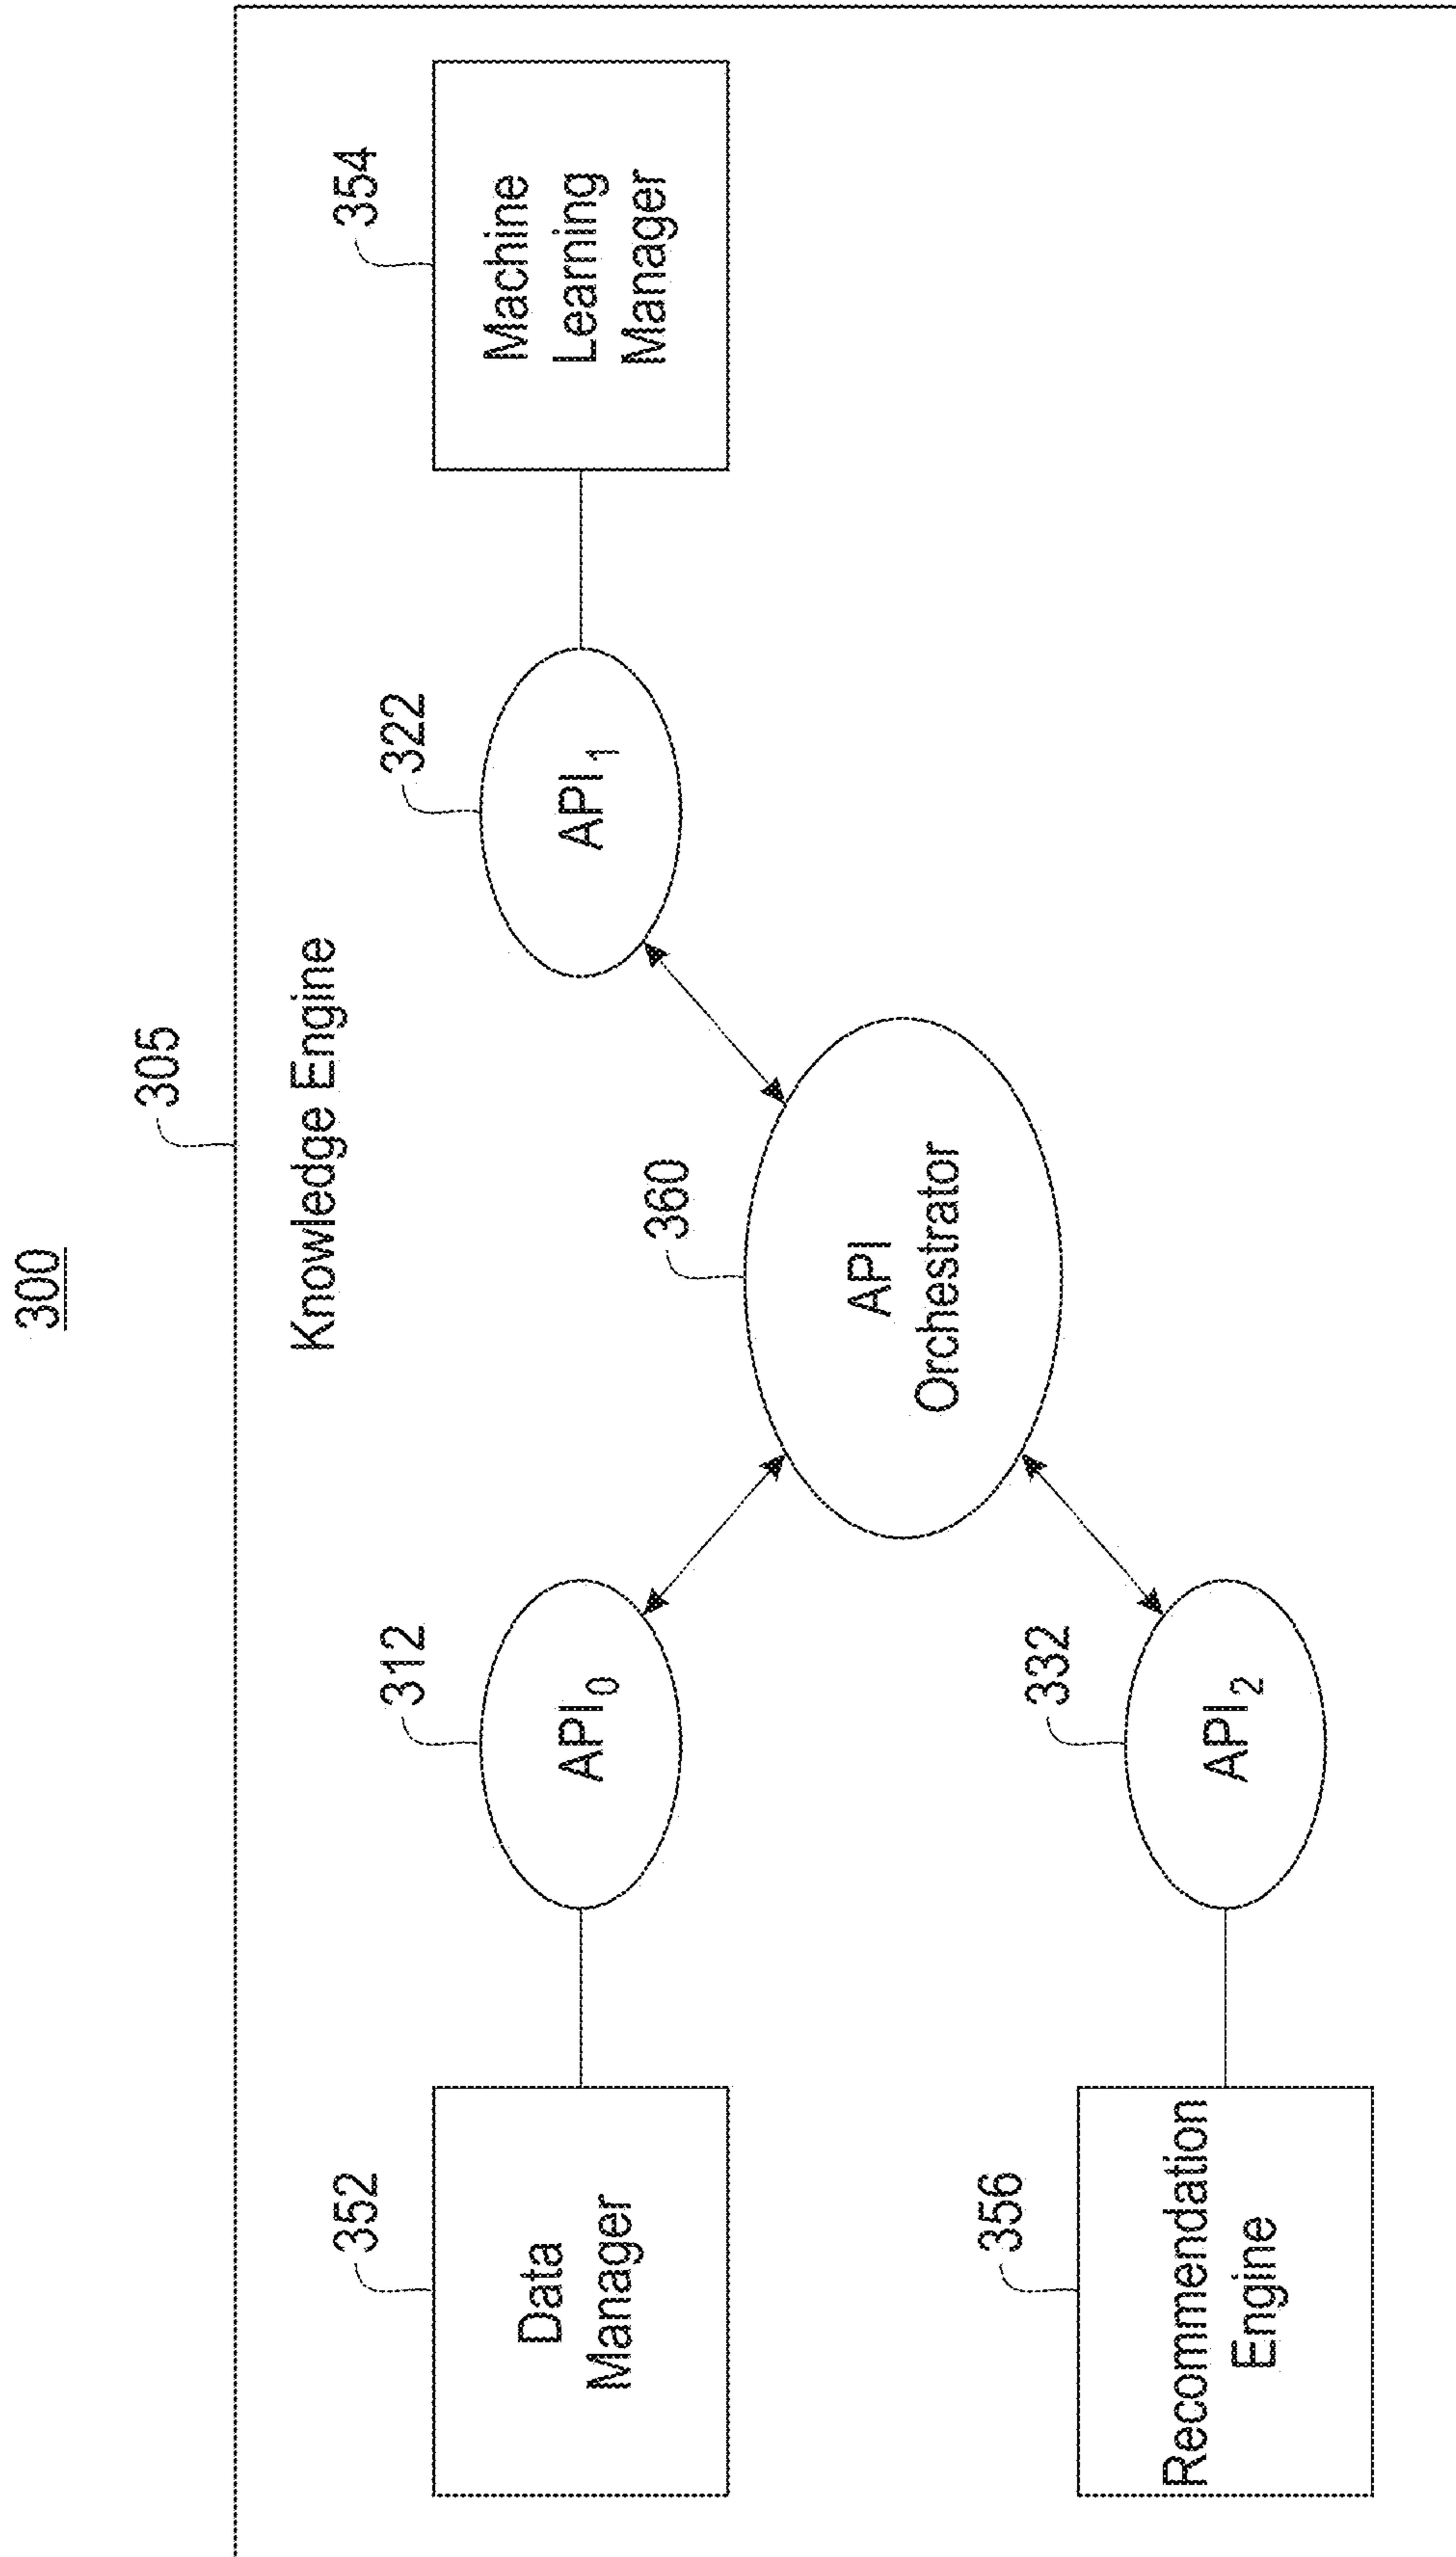 300
305
Knowledge Engine
352
Data
Manager
312
API0
322
API1
354
Machine
Learning
Manager
360
API
Orchestrator
356
Recommendation
Engine
332
API2